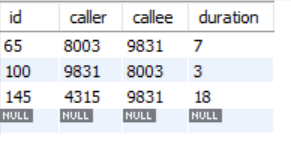 id caller callee duration
65 8003 9831 7
100 9831 8003 3
145 4315 9831 18
NULL NULL NULL NULL